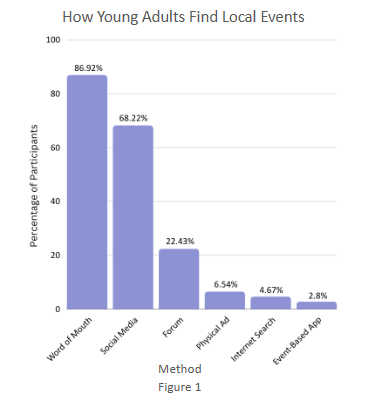 How Young Adults Find Local Events
Percentage of Participants
100
80
60
40
20
0
86.92%
68.22%
22.43%
6.54%
4.67%
2.8%
Word of Mouth
Social Media
Forum
Physical Ad
Internet Search
Event-Based App
Method
Figure 1